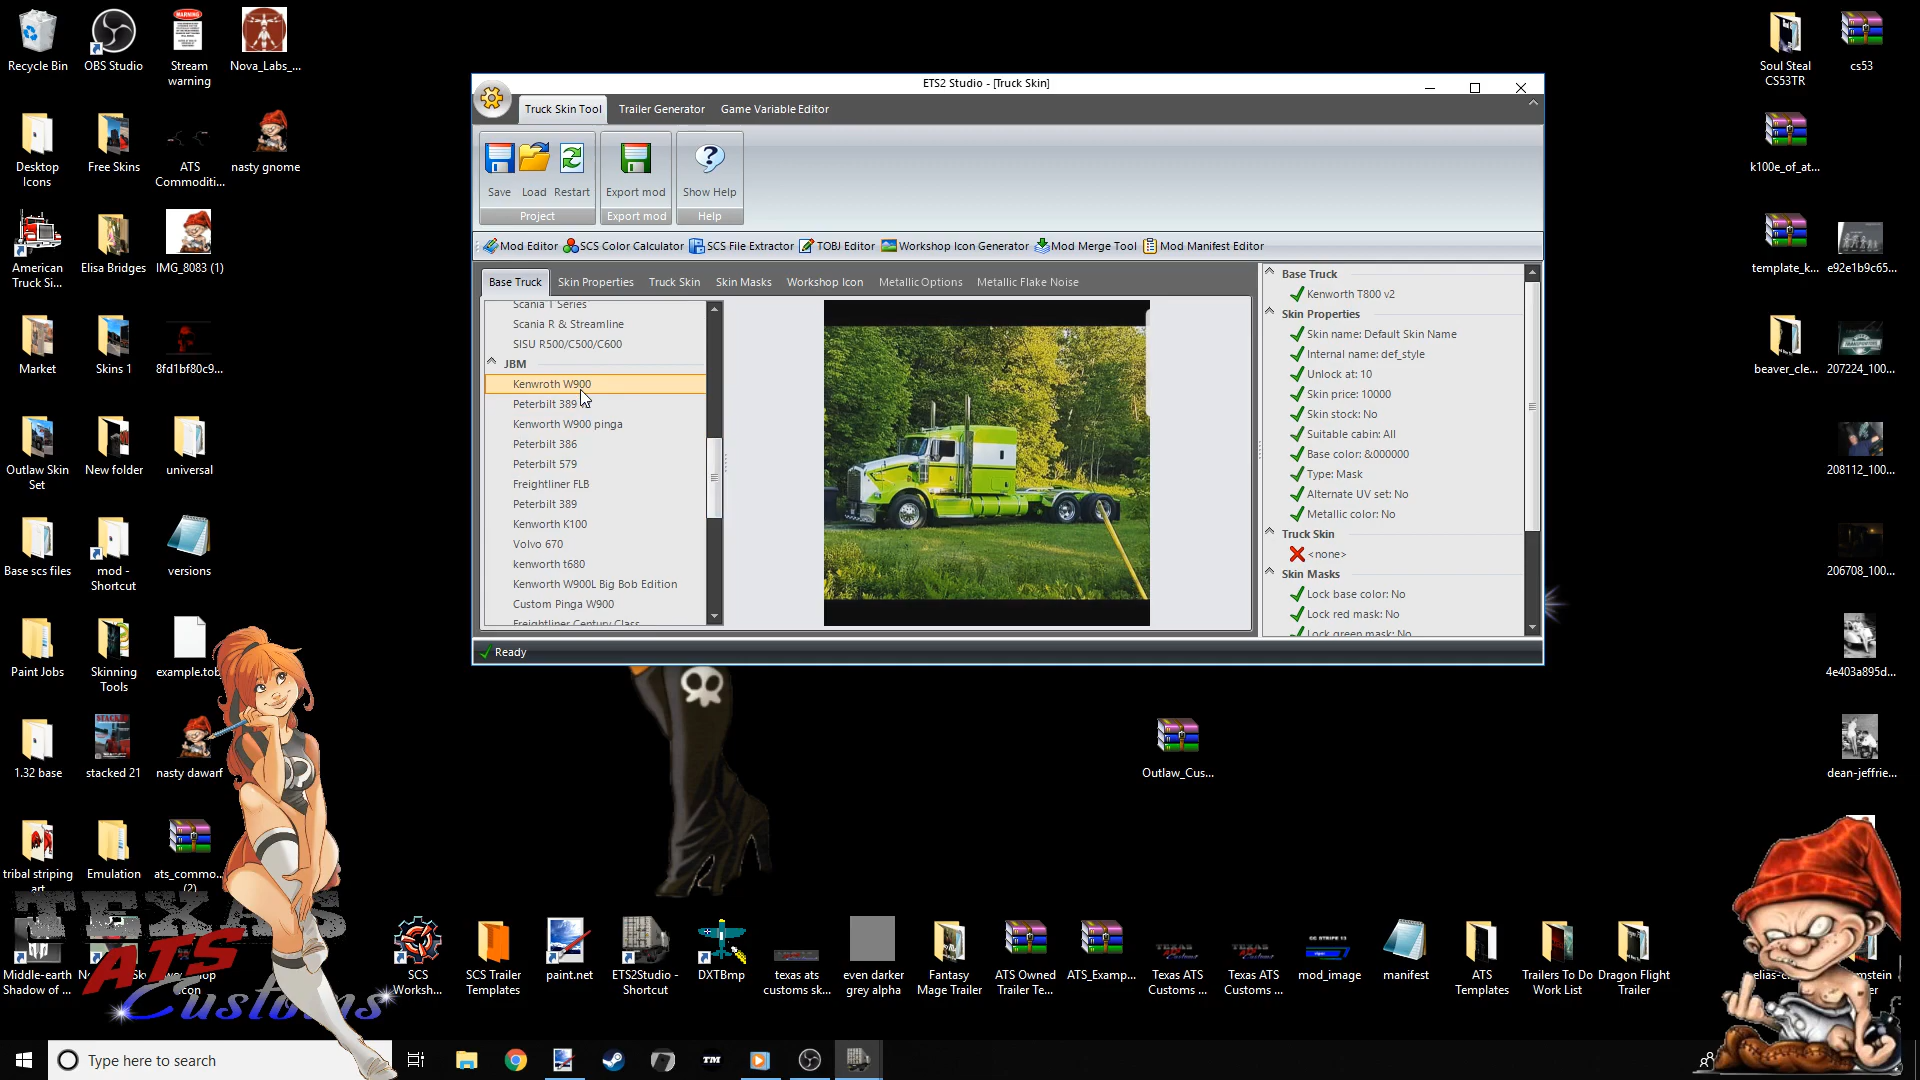 Recycle Bin
OBS Studio
Stream warning
Nova_Labs_...
Desktop Icons
Free Skins
ATS Commoditi...
nasty gnome
American Truck Si...
Elisa Bridges
IMG_8083 (1)
Market
Skins 1
8fd1bf80c9...
Outlaw Skin Set
New folder
universal
Base scs files
mod - Shortcut
versions
Paint Jobs
Skinning Tools
1.32 base
stacked 21
nasty dawarf
tribal striping art
Emulation
ats_commo... (2)
Middle-earth Shadow of ...
TEXAS
ATS
Customs
ETS2 Studio - [Truck Skin]
Truck Skin Tool
Trailer Generator
Game Variable Editor
Save
Load
Restart
Export mod
Show Help
Project
Export mod
Help
Mod Editor
SCS Color Calculator
SCS File Extractor
TOBJ Editor
Workshop Icon Generator
Mod Merge Tool
Mod Manifest Editor
Base Truck
Skin Properties
Truck Skin
Skin Masks
Workshop Icon
Metallic Options
Metallic Flake Noise
Scania T Series
Scania R & Streamline
SISU R500/C500/C600
JBM
Kenwroth W900
Peterbilt 389
Kenworth W900 pinga
Peterbilt 386
Peterbilt 579
Freightliner FLB
Peterbilt 389
Kenworth K100
Volvo 670
kenworth t680
Kenworth W900L Big Bob Edition
Custom Pinga W900
Freightliner Century Class
Base Truck
Kenworth T800 v2
Skin Properties
Skin name: Default Skin Name
Internal name: def_style
Unlock at: 10
Skin price: 10000
Skin stock: No
Suitable cabin: All
Base color: &000000
Type: Mask
Alternate UV set: No
Metallic color: No
Truck Skin
<none>
Skin Masks
Lock base color: No
Lock red mask: No
Lock green mask: No
Ready
Outlaw_Cus...
Soul Steal CS53TR
cs53
k100e_of_at...
template_k...
e92e1b9c65...
beaver_cle...
207224_100...
208112_100...
206708_100...
4e403a895d...
dean-jeffrie...
SCS Worksh...
SCS Trailer Templates
paint.net
ETS2Studio - Shortcut
DXTBmp
texas ats customs sk...
even darker grey alpha
Fantasy Mage Trailer
ATS Owned Trailer Te...
ATS_Examp...
Texas ATS Customs ...
Texas ATS Customs ...
mod_image
manifest
ATS Templates
Trailers To Do Work List
Dragon Flight Trailer
Type here to search
TM